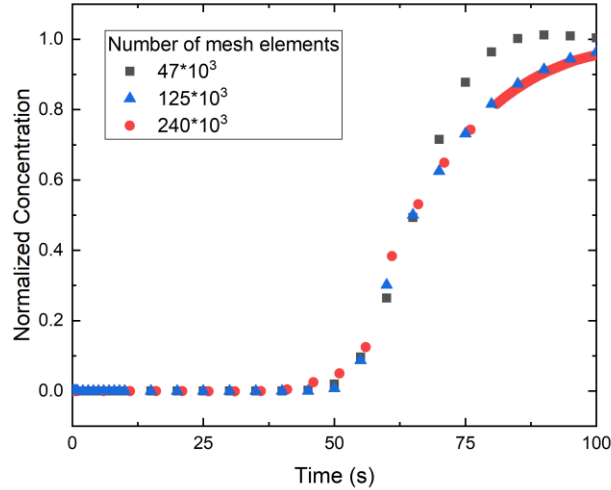 Number of mesh elements
47*10³
125*10³
240*10³
Normalized Concentration
1.0
0.8
0.6
0.4
0.2
0.0
0 25 50 75 100
Time (s)